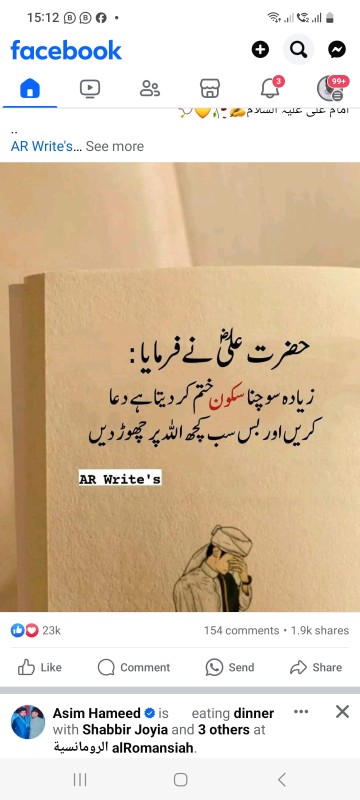 15:12
facebook
3
99+
امام علی علیہ السلام
..
AR Write's... See more
حضرت علیؓ نے فرمایا:
زیادہ سوچنا سکون ختم کر دیتا ہے دعا
کریں اور بس سب کچھ اللہ پر چھوڑ دیں
AR Write's
23k
154 comments • 1.9k shares
Like Comment Send Share
Asim Hameed is eating dinner
with Shabbir Joyia and 3 others at
الرومانسية alRomansiah.